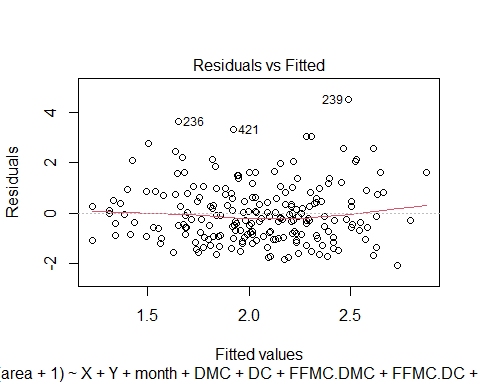 Residuals vs Fitted
239
236
421
4
2
0
-2
Residuals
1.5 2.0 2.5
Fitted values
(area + 1) ~ X + Y + month + DMC + DC + FFMC.DMC + FFMC.DC +